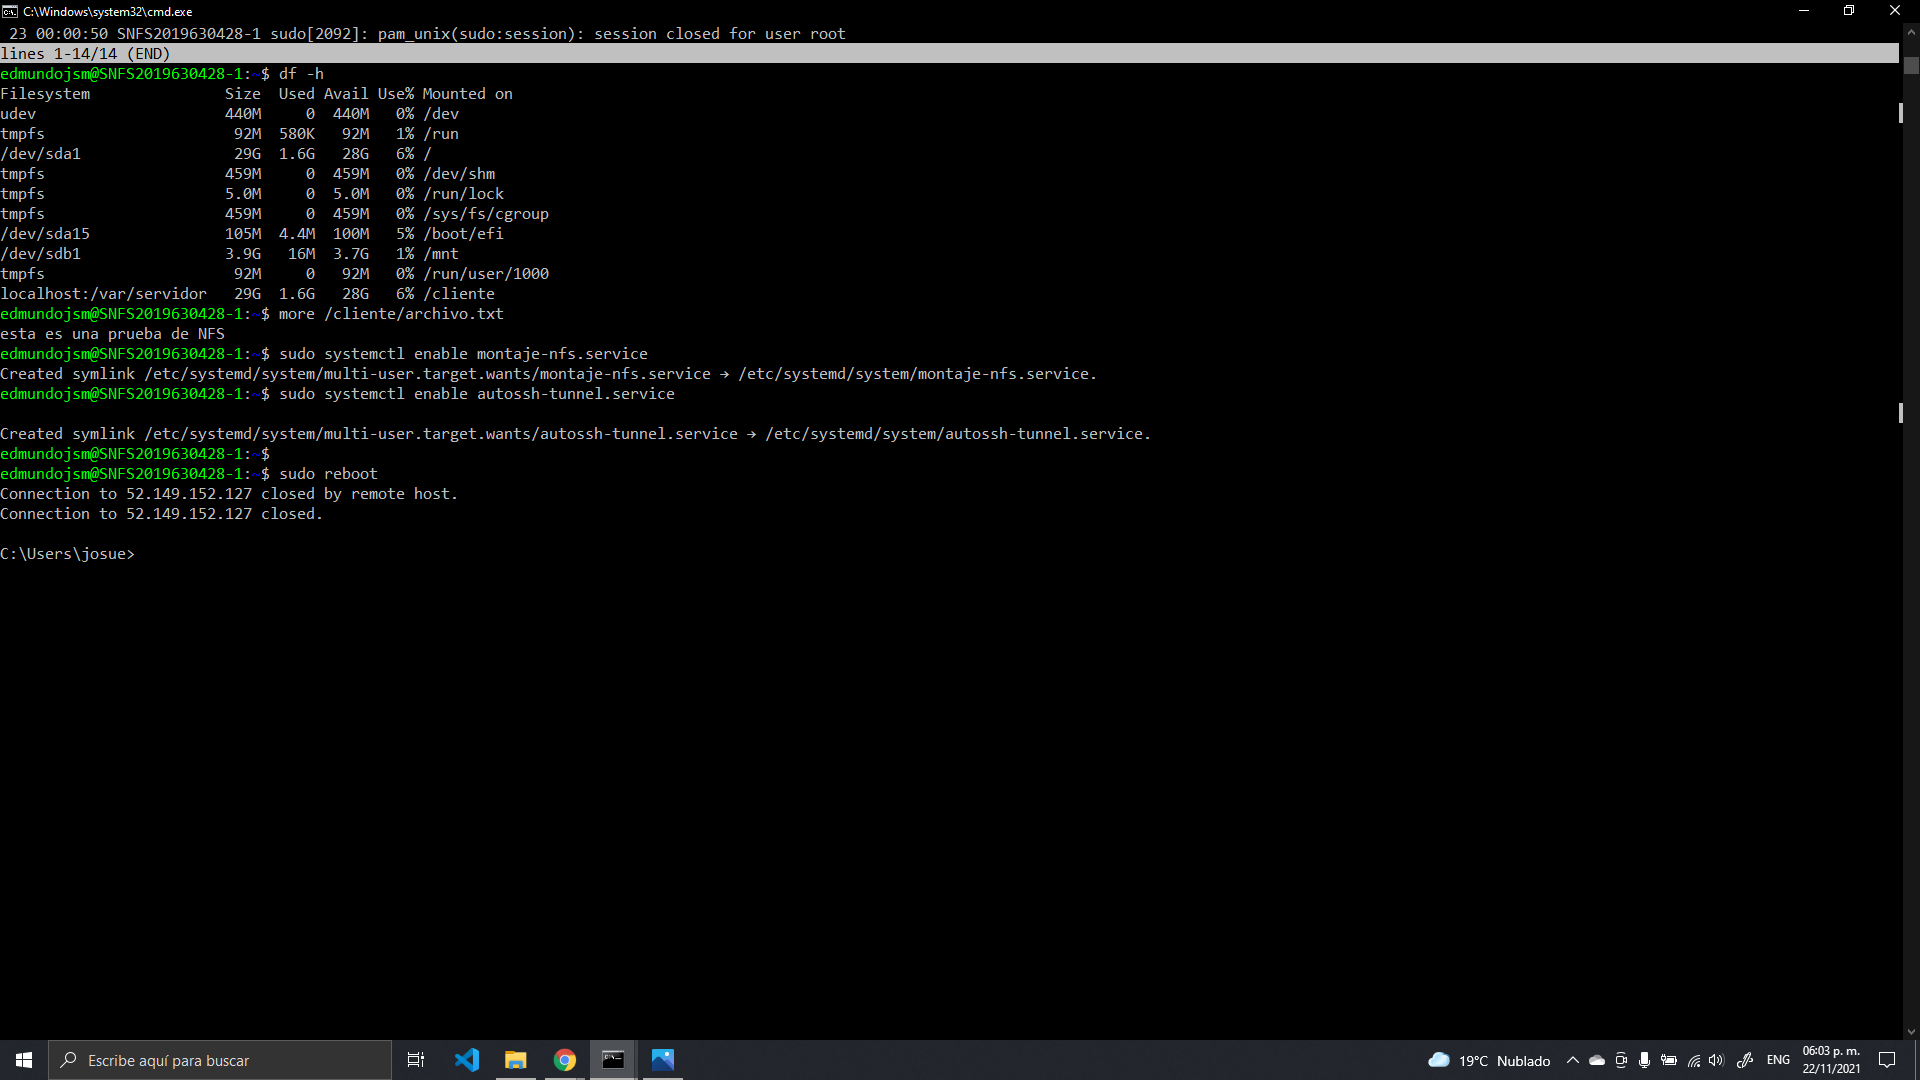 C:\Windows\system32\cmd.exe
 23 00:00:50 SNFS2019630428-1 sudo[2092]: pam_unix(sudo:session): session closed for user root
lines 1-14/14 (END)
edmundojsm@SNFS2019630428-1:~$ df -h
Filesystem               Size  Used Avail Use% Mounted on
udev                     440M     0  440M   0% /dev
tmpfs                     92M  580K   92M   1% /run
/dev/sda1                 29G  1.6G   28G   6% /
tmpfs                    459M     0  459M   0% /dev/shm
tmpfs                    5.0M     0  5.0M   0% /run/lock
tmpfs                    459M     0  459M   0% /sys/fs/cgroup
/dev/sda15               105M  4.4M  100M   5% /boot/efi
/dev/sdb1                3.9G   16M  3.7G   1% /mnt
tmpfs                     92M     0   92M   0% /run/user/1000
localhost:/var/servidor   29G  1.6G   28G   6% /cliente
edmundojsm@SNFS2019630428-1:~$ more /cliente/archivo.txt
esta es una prueba de NFS
edmundojsm@SNFS2019630428-1:~$ sudo systemctl enable montaje-nfs.service
Created symlink /etc/systemd/system/multi-user.target.wants/montaje-nfs.service → /etc/systemd/system/montaje-nfs.service.
edmundojsm@SNFS2019630428-1:~$ sudo systemctl enable autossh-tunnel.service
Created symlink /etc/systemd/system/multi-user.target.wants/autossh-tunnel.service → /etc/systemd/system/autossh-tunnel.service.
edmundojsm@SNFS2019630428-1:~$
edmundojsm@SNFS2019630428-1:~$ sudo reboot
Connection to 52.149.152.127 closed by remote host.
Connection to 52.149.152.127 closed.
C:\Users\josue>
Escribe aquí para buscar
19°C Nublado
ENG
06:03 p. m.
22/11/2021